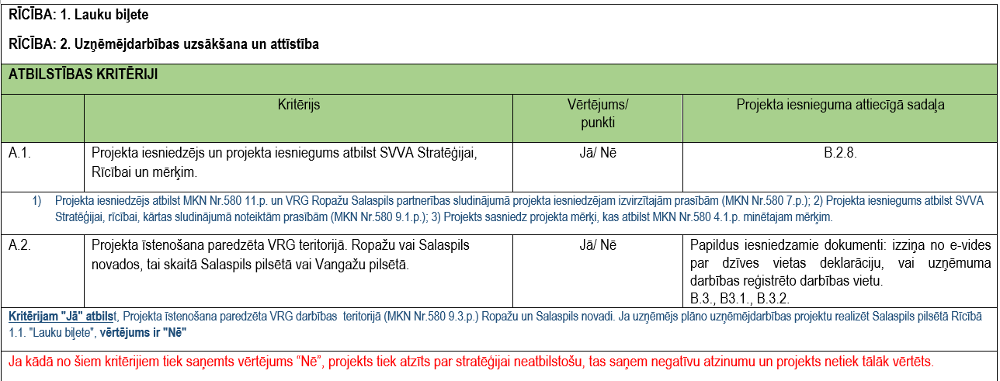 RĪCĪBA: 1. Lauku biļete
RĪCĪBA: 2. Uzņēmējdarbības uzsākšana un attīstība
ATBILSTĪBAS KRITĒRIJI
Kritērijs
Vērtējums/
punkti
Projekta iesnieguma attiecīgā sadaļa
A.1.
Projekta iesniedzējs un projekta iesniegums atbilst SVVA Stratēģijai,
Rīcībai un mērķim.
Jā/ Nē
B.2.8.
1) Projekta iesniedzējs atbilst MKN Nr.580 11.p. un VRG Ropažu Salaspils partnerības sludinājumā projekta iesniedzējam izvirzītajām prasībām (MKN Nr.580 7.p.); 2) Projekta iesniegums atbilst SVVA
Stratēģijai, rīcībai, kārtas sludinājumā noteiktām prasībām (MKN Nr.580 9.1.p.); 3) Projekts sasniedz projekta mērķi, kas atbilst MKN Nr.580 4.1.p. minētajam mērķim.
A.2.
Projekta īstenošana paredzēta VRG teritorijā. Ropažu vai Salaspils
novados, tai skaitā Salaspils pilsētā vai Vangažu pilsētā.
Jā/ Nē
Papildus iesniedzamie dokumenti: izziņa no e-vides
par dzīves vietas deklarāciju, vai uzņēmuma
darbības reģistrēto darbības vietu.
B.3., B3.1., B.3.2.
Kritērijam "Jā" atbilst, Projekta īstenošana paredzēta VRG darbības teritorijā (MKN Nr.580 9.3.p.) Ropažu un Salaspils novadi. Ja uzņēmējs plāno uzņēmējdarbības projektu realizēt Salaspils pilsētā Rīcībā
1.1. "Lauku biļete", vērtējums ir "Nē"
Ja kādā no šiem kritērijiem tiek saņemts vērtējums “Nē”, projekts tiek atzīts par stratēģijai neatbilstošu, tas saņem negatīvu atzinumu un projekts netiek tālāk vērtēts.